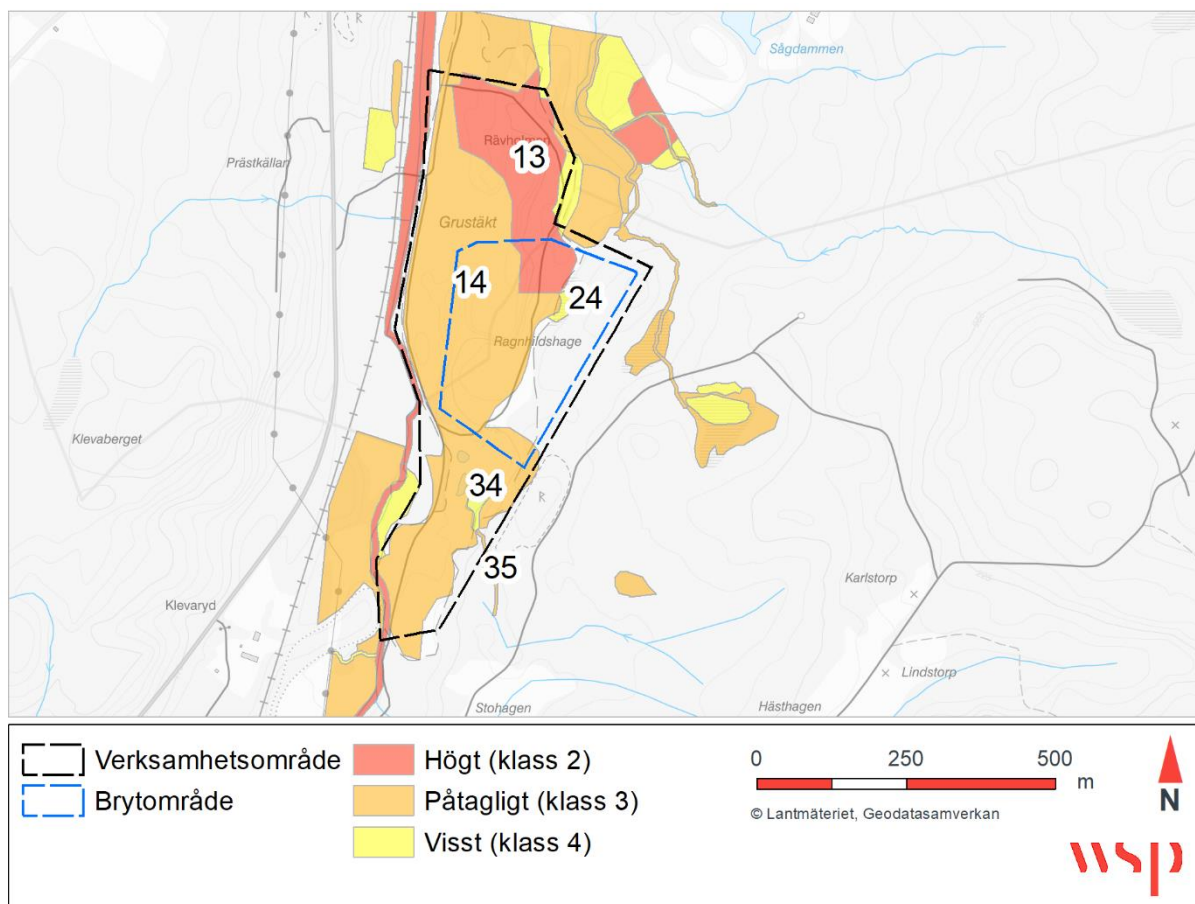 Sågdammen
R
R
Prästkällan
Rävholmen
13
Grustäkt
14
24
Ragnhildshage
Klevaberget
34
R
35
Karlstorp
Klevaryd
Lindstorp
Stohagen
Hästhagen
Verksamhetsområde
Brytområde
Högt (klass 2)
Påtagligt (klass 3)
Visst (klass 4)
0 250 500
m
© Lantmäteriet, Geodatasamverkan
N
wsp